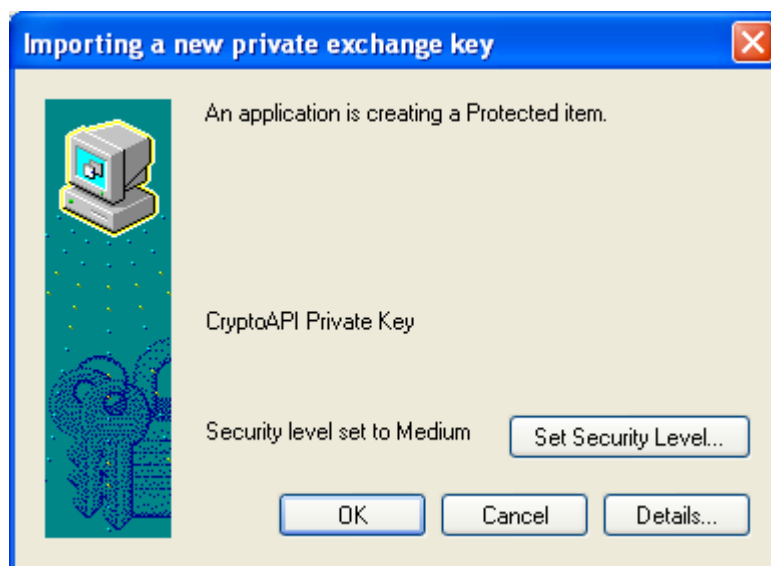 Importing a new private exchange key
An application is creating a Protected item.
CryptoAPI Private Key
Security level set to Medium
Set Security Level...
OK
Cancel
Details...